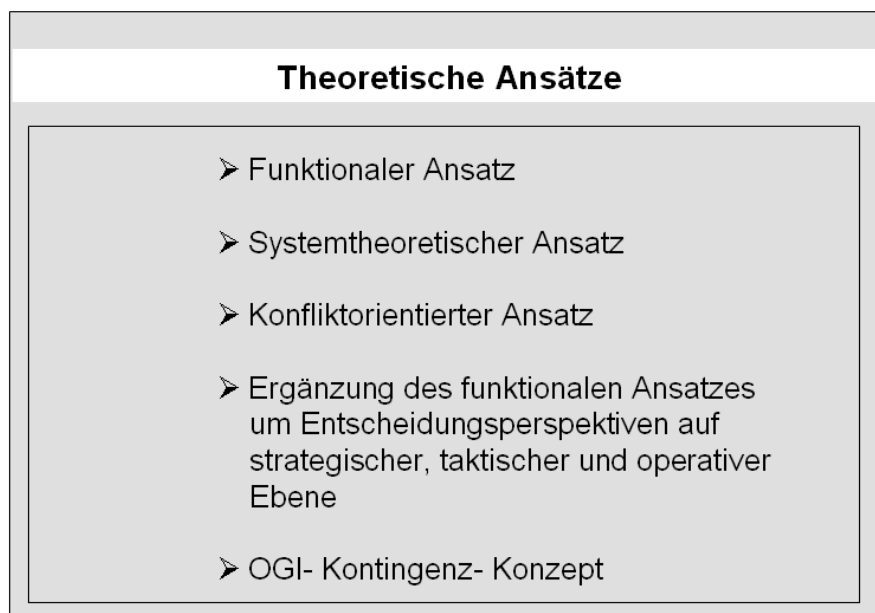 Theoretische Ansätze
➢ Funktionaler Ansatz
➢ Systemtheoretischer Ansatz
➢ Konfliktorientierter Ansatz
➢ Ergänzung des funktionalen Ansatzes
um Entscheidungsperspektiven auf
strategischer, taktischer und operativer
Ebene
➢ OGI- Kontingenz- Konzept